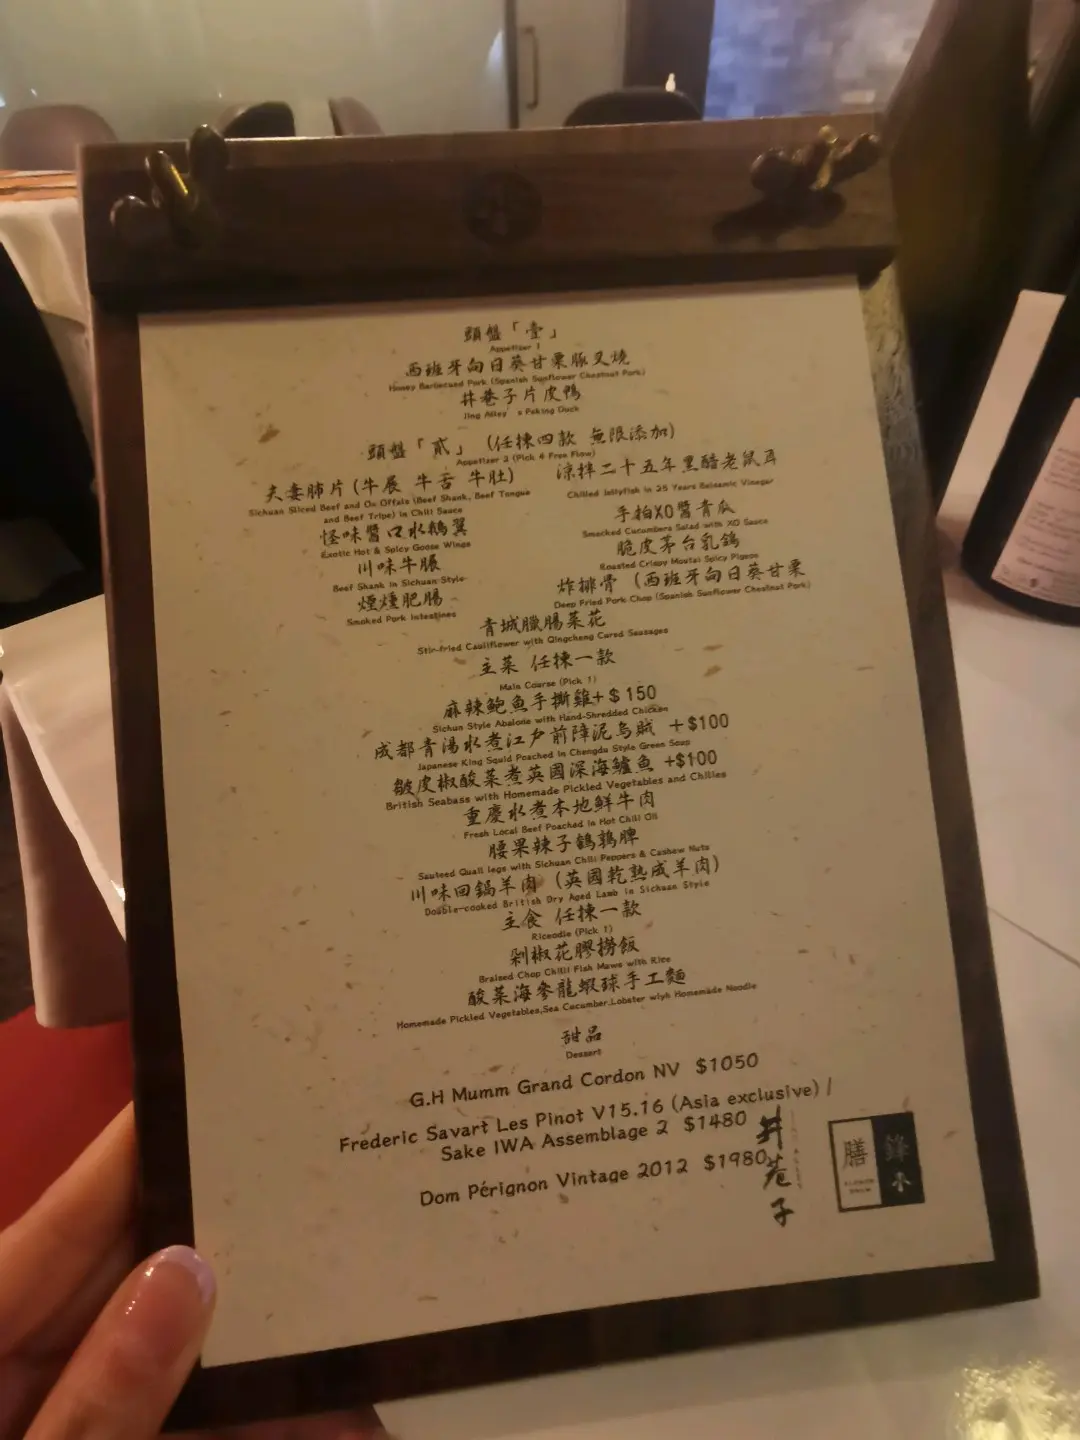 頭盤「壹」
Appetizer 1
西班牙向日葵甘栗豚叉燒
Honey Barbecued Pork (Spanish Sunflower Chestnut Pork)
井巷子片皮鴨
Jing Alley's Peking Duck
頭盤「貳」(任揀四款 無限添加)
Appetizer 2 (Pick 4 Free Flow)
夫妻肺片(牛展 牛舌 牛肚)
Sichuan Sliced Beef and Ox Offals (Beef Shank, Beef Tongue
and Beef Tripe) in Chili Sauce
怪味醬口水鵝翼
Exotic Hot & Spicy Goose Wings
川味牛脹
Beef Shank in Sichuan Style
煙燻肥腸
Smoked Pork Intestines
涼拌二十五年黑醋老鼠耳
Chilled Jellyfish in 25 Years Balsamic Vinegar
手拍XO醬青瓜
Smacked Cucumbers Salad with XO Sauce
脆皮茅台乳鴿
Roasted Crispy Moutai Spicy Pigeon
炸排骨 (西班牙向日葵甘栗
Deep Fried Pork Chop (Spanish Sunflower Chestnut Pork)
青城臘腸菜花
Stir-fried Cauliflower with Qingcheng Cured Sausages
主菜 任揀一款
Main Course (Pick 1)
麻辣鮑魚手撕雞+$150
Sichun Style Abalone with Hand-Shredded Chicken
成都青湯水煮江戶前障泥烏賊 +$100
Japanese King Squid Poached in Chengdu Style Green Soup
皺皮椒酸菜煮英國深海鱸魚 +$100
British Seabass with Homemade Pickled Vegetables and Chilies
重慶水煮本地鮮牛肉
Fresh Local Beef Poached in Hot Chili Oil
腰果辣子鵪鶉脾
Sauteed Quail legs with Sichuan Chili Peppers & Cashaw Nuts
川味回鍋羊肉 (英國乾熟成羊肉)
Double-cooked British Dry Aged Lamb in Sichuan Style
主食 任揀一款
Riceodle (Pick 1)
剁椒花膠撈飯
Braised Chop Chilli Fish Maws with Rice
酸菜海參龍蝦球手工麵
Homemade Pickled Vegetables,Sea Cucumber,Lobster wiyh Homemade Noodle
甜品
Dessert
G.H Mumm Grand Cordon NV $1050
Frederic Savart Les Pinot V15.16 (Asia exclusive) /
Sake IWA Assemblage 2 $1480
Dom Pérignon Vintage 2012 $1980
井巷子
膳鋒